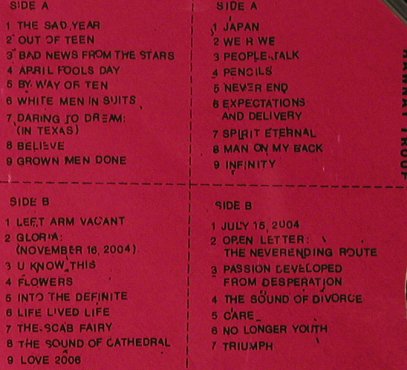 SIDE A
1 THE SAD YEAR
2 OUT OF TEEN
3 BAD NEWS FROM THE STARS
4 APRIL FOOLS DAY
5 BY WAY OF TEN
6 WHITE MEN IN SUITS
7 DARING TO DREAM:
(IN TEXAS)
8 BELIEVE
9 GROWN MEN DONE
SIDE A
1 JAPAN
2 WE R WE
3 PEOPLE TALK
4 PENCILS
5 NEVER END
6 EXPECTATIONS
AND DELIVERY
7 SPIRIT ETERNAL
8 MAN ON MY BACK
9 INFINITY
SIDE B
1 LEFT ARM VACANT
2 GLORIA:
(NOVEMBER 16, 2004)
3 U KNOW THIS
4 FLOWERS
5 INTO THE DEFINITE
6 LIFE LIVED LIFE
7 THE SCAB FAIRY
8 THE SOUND OF CATHEDRAL
9 LOVE 2006
SIDE B
1 JULY 15, 2004
2 OPEN LETTER:
THE NEVERENDING ROUTE
3 PASSION DEVELOPED
FROM DESPERATION
4 THE SOUND OF DIVORCE
5 CARE
6 NO LONGER YOUTH
7 TRIUMPH